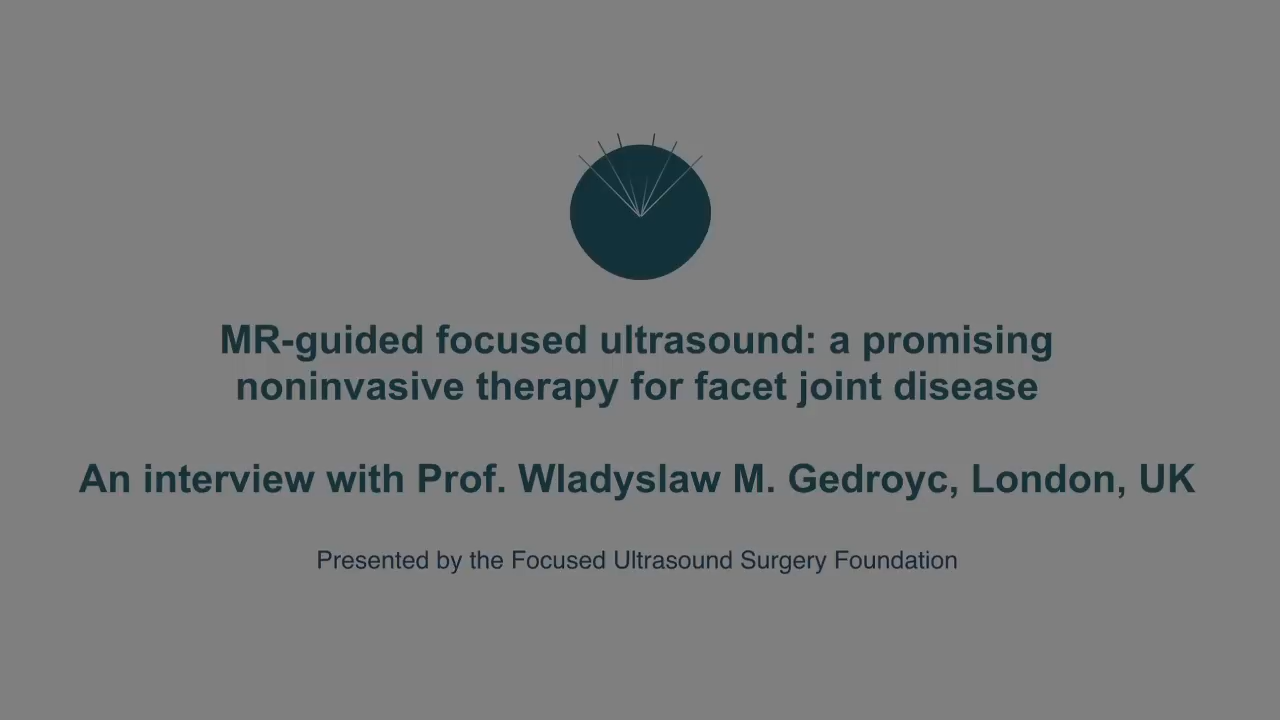 MR-guided focused ultrasound: a promising
noninvasive therapy for facet joint disease
An interview with Prof. Wladyslaw M. Gedroyc, London, UK
Presented by the Focused Ultrasound Surgery Foundation